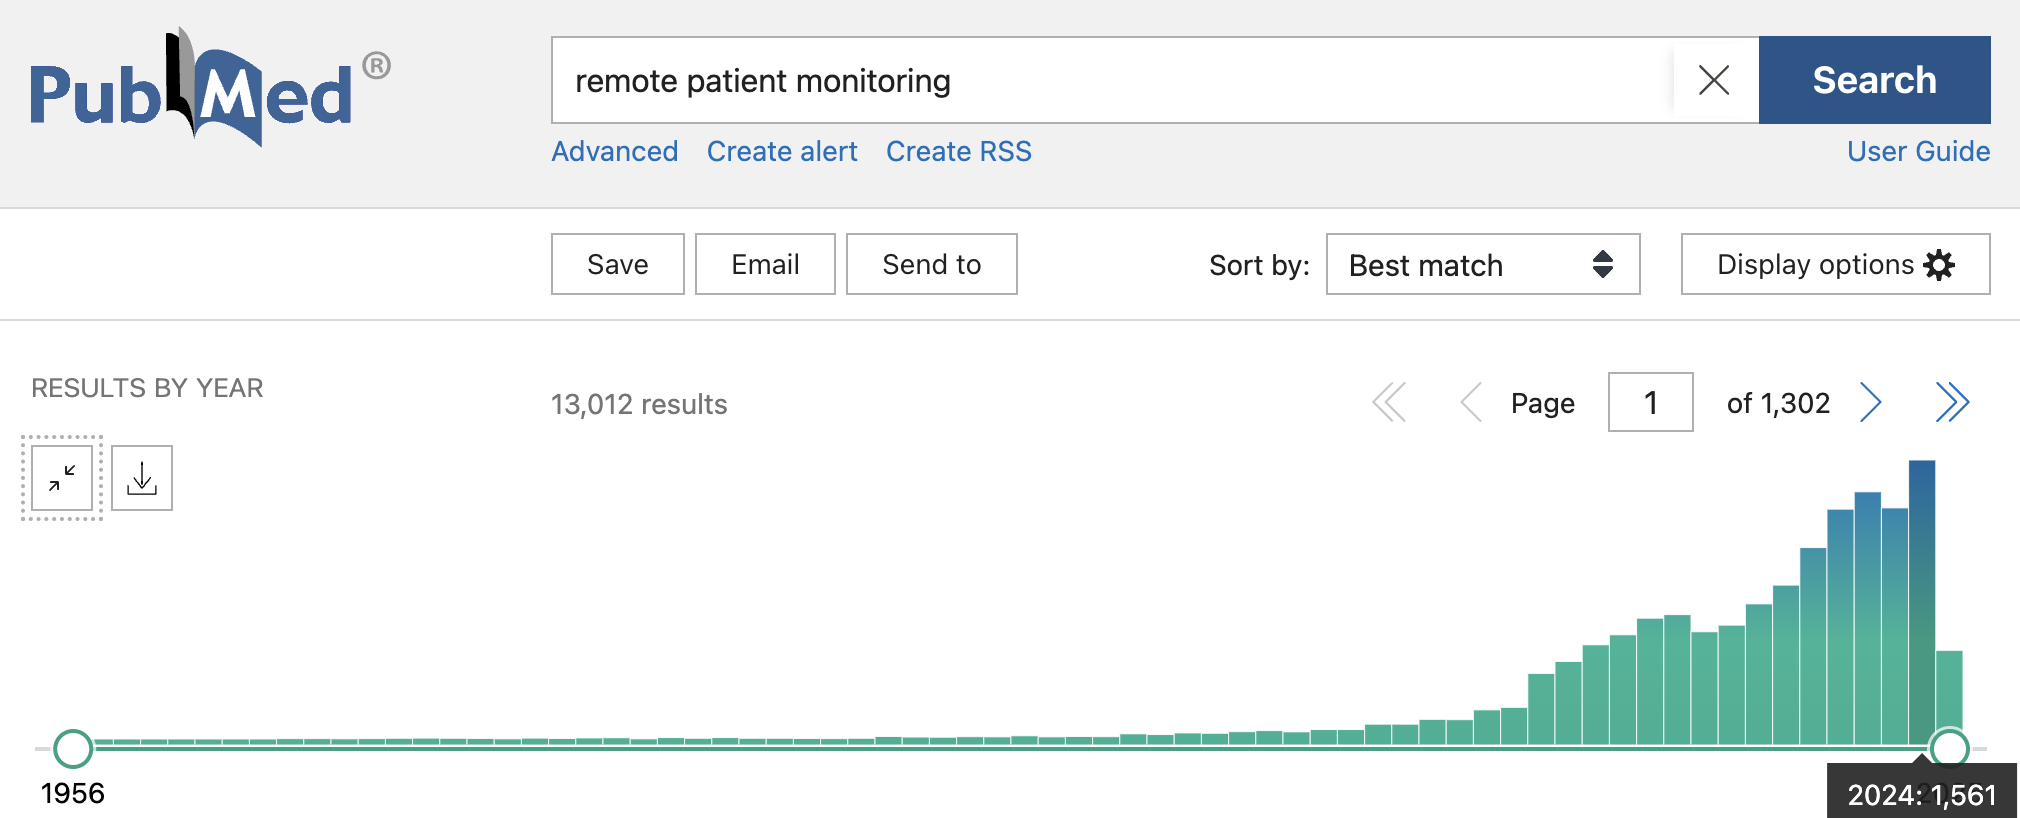 PubMed®
remote patient monitoring
Search
Advanced Create alert Create RSS
User Guide
Save Email Send to
Sort by: Best match
Display options
RESULTS BY YEAR
13,012 results
Page 1 of 1,302
1956
2024: 1,561